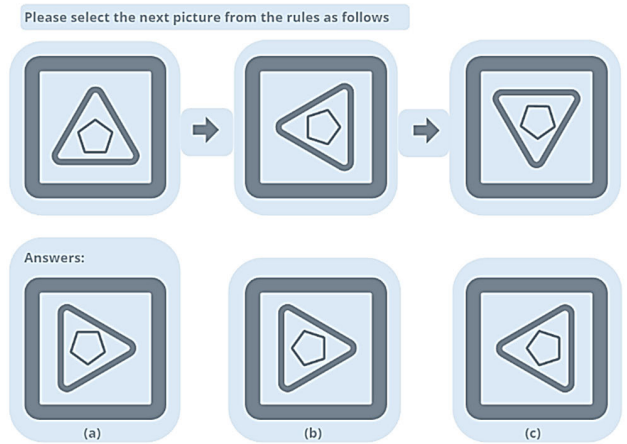 Please select the next picture from the rules as follows
Answers:
(a)
(b)
(c)